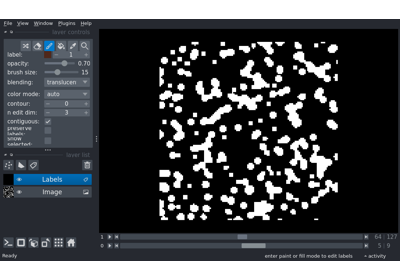 File View Window Plugins Help
layer controls
label: 1
opacity: 0.70
brush size: 15
blending: translucen
color mode: auto
contour: 0
n edit dim: 3
contiguous:
preserve labels:
show selected:
layer list
Labels
Image
1 64 127
0 5 9
Ready enter paint or fill mode to edit labels activity